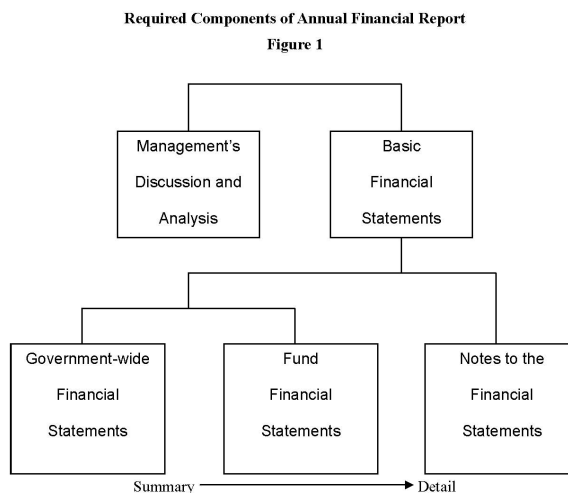 Required Components of Annual Financial Report
Figure 1
Management's
Discussion and
Analysis
Basic
Financial
Statements
Government-wide
Financial
Statements
Fund
Financial
Statements
Notes to the
Financial
Statements
Summary
Detail